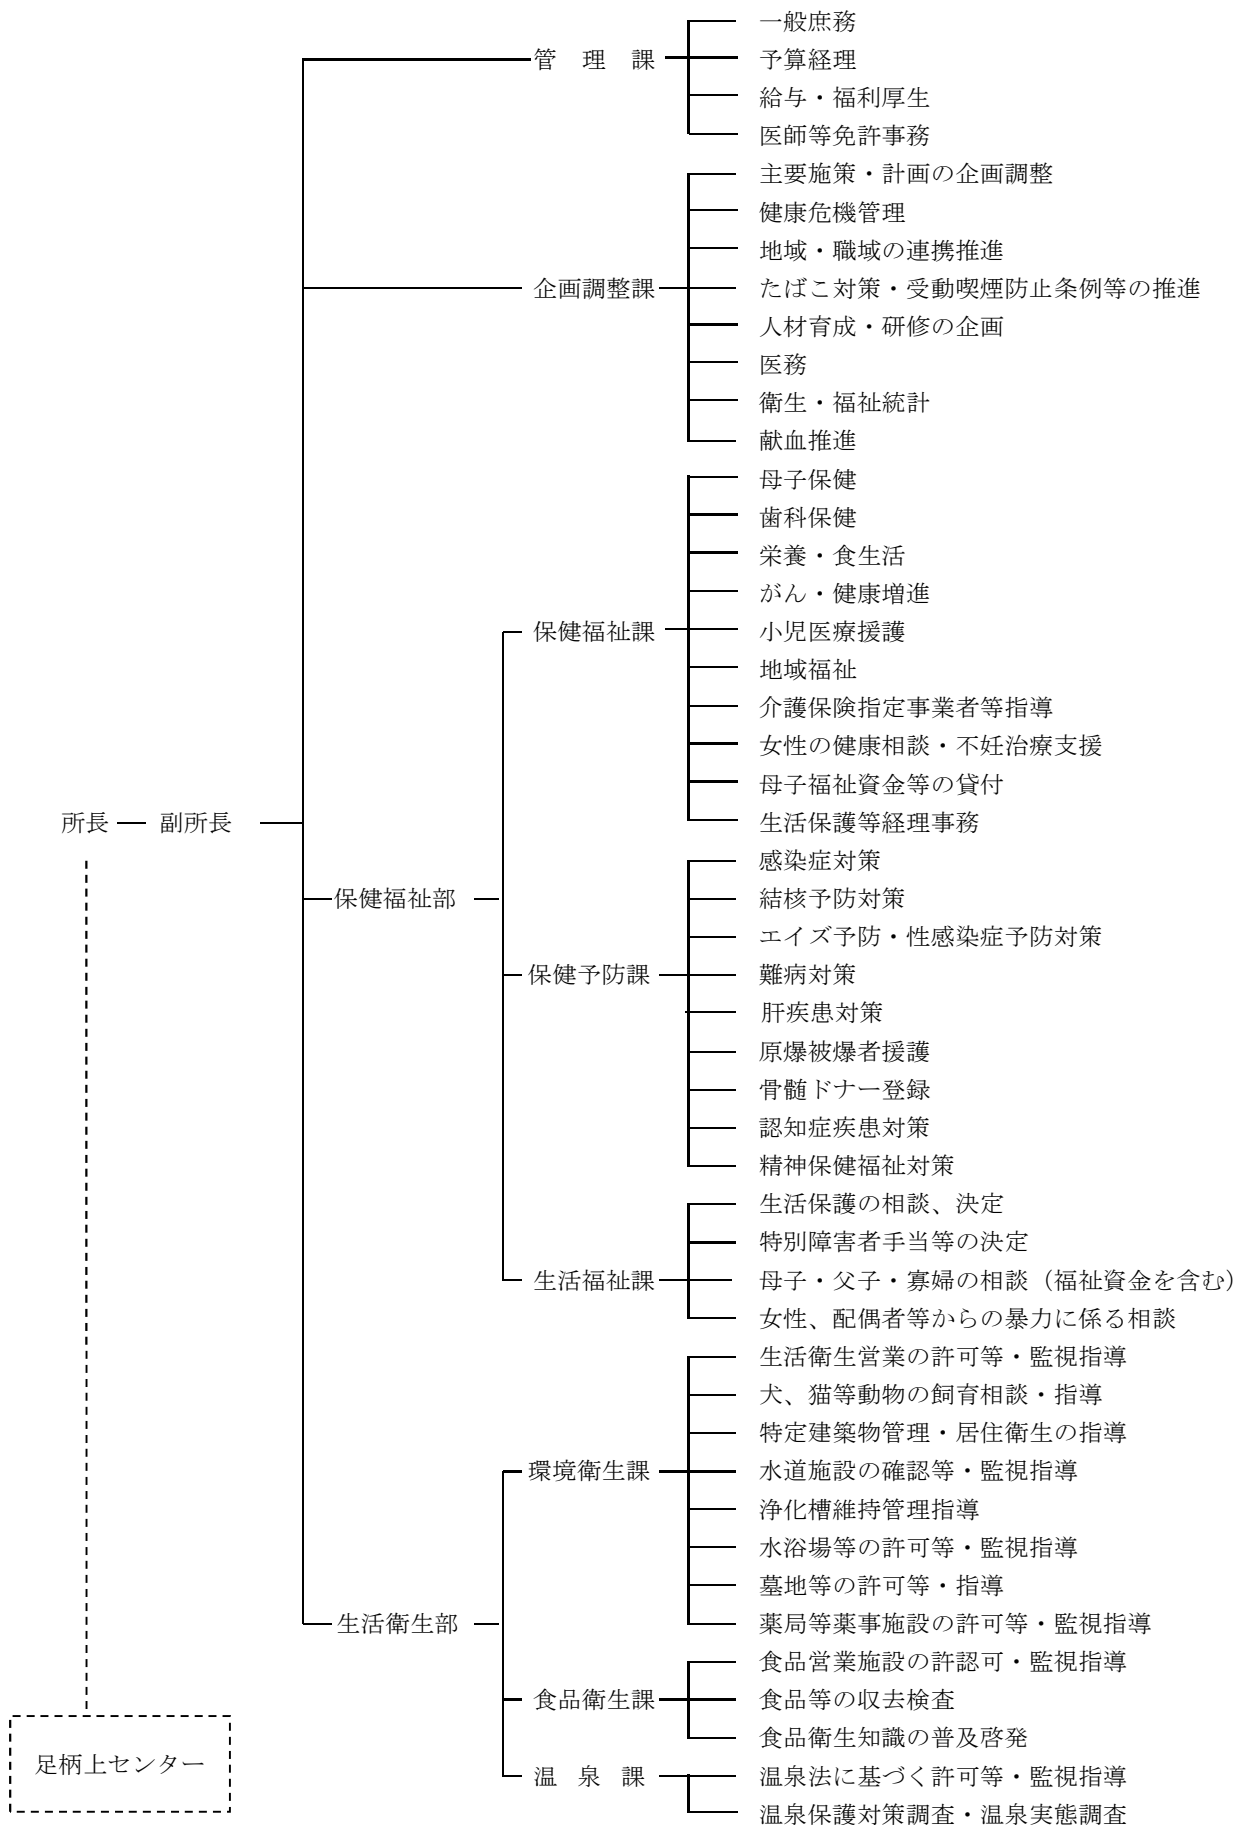 一般庶務
管理課
予算経理
給与・福利厚生
医師等免許事務
主要施策・計画の企画調整
健康危機管理
地域・職域の連携推進
企画調整課
たばこ対策・受動喫煙防止条例等の推進
人材育成・研修の企画
医務
衛生・福祉統計
献血推進
母子保健
歯科保健
栄養・食生活
がん・健康増進
保健福祉課
小児医療援護
地域福祉
介護保険指定事業者等指導
女性の健康相談・不妊治療支援
母子福祉資金等の貸付
所長
副所長
生活保護等経理事務
感染症対策
保健福祉部
結核予防対策
エイズ予防・性感染症予防対策
保健予防課
難病対策
肝疾患対策
原爆被爆者援護
骨髄ドナー登録
認知症疾患対策
精神保健福祉対策
生活保護の相談、決定
特別障害者手当等の決定
生活福祉課
母子・父子・寡婦の相談（福祉資金を含む）
女性、配偶者等からの暴力に係る相談
生活衛生営業の許可等・監視指導
犬、猫等動物の飼育相談・指導
特定建築物管理・居住衛生の指導
環境衛生課
水道施設の確認等・監視指導
浄化槽維持管理指導
水浴場等の許可等・監視指導
墓地等の許可等・指導
生活衛生部
薬局等薬事施設の許可等・監視指導
食品営業施設の許認可・監視指導
食品衛生課
食品等の収去検査
食品衛生知識の普及啓発
足柄上センター
温泉課
温泉法に基づく許可等・監視指導
温泉保護対策調査・温泉実態調査